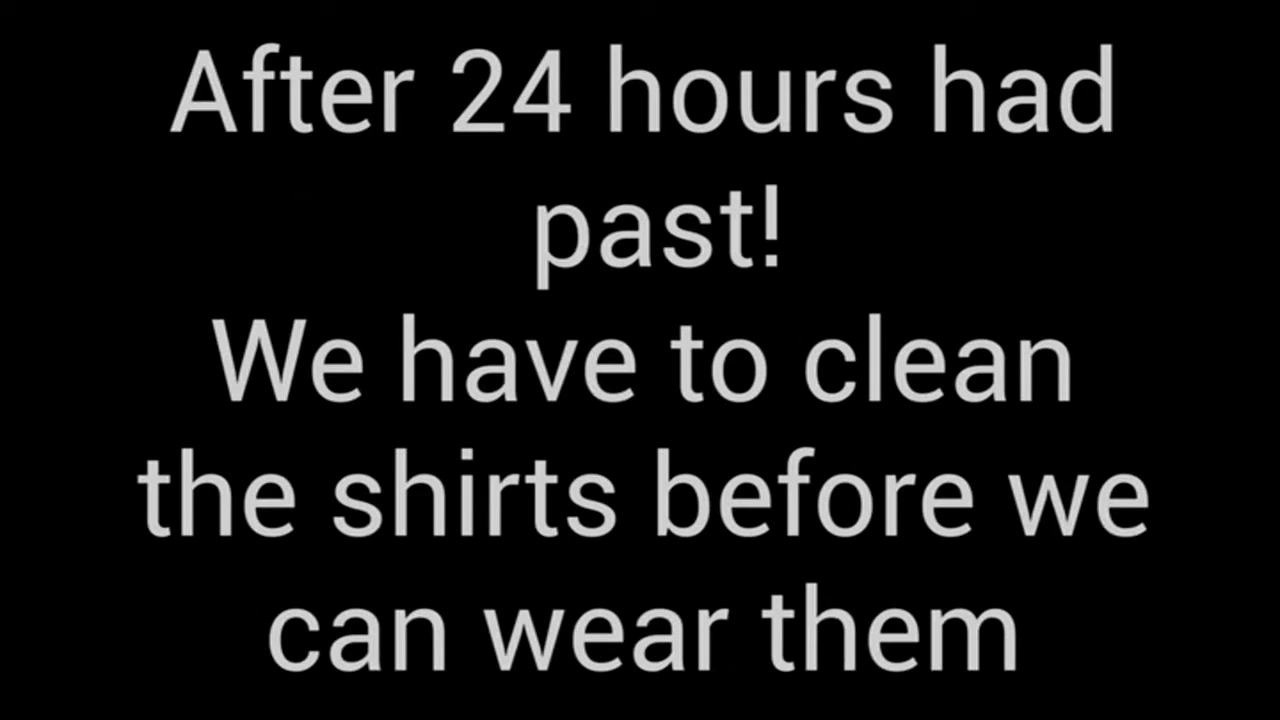 After 24 hours had
past!
We have to clean
the shirts before we
can wear them